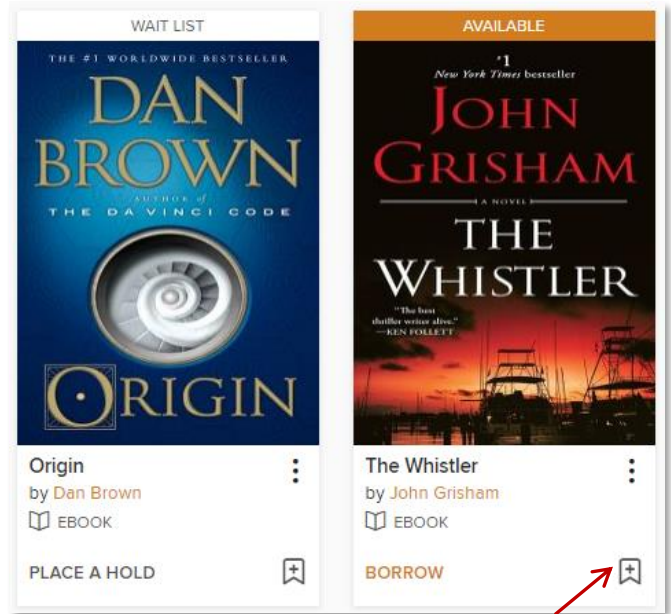 WAIT LIST
THE #1 WORLDWIDE BESTSELLER
DAN
BROWN
AUTHOR of
THE DA VINCI CODE
ORIGIN
Origin
by Dan Brown
EBOOK
PLACE A HOLD
AVAILABLE
#1
New York Times bestseller
JOHN
GRISHAM
A NOVEL
THE
WHISTLER
"The best
thriller writer alive."
—KEN FOLLETT
The Whistler
by John Grisham
EBOOK
BORROW